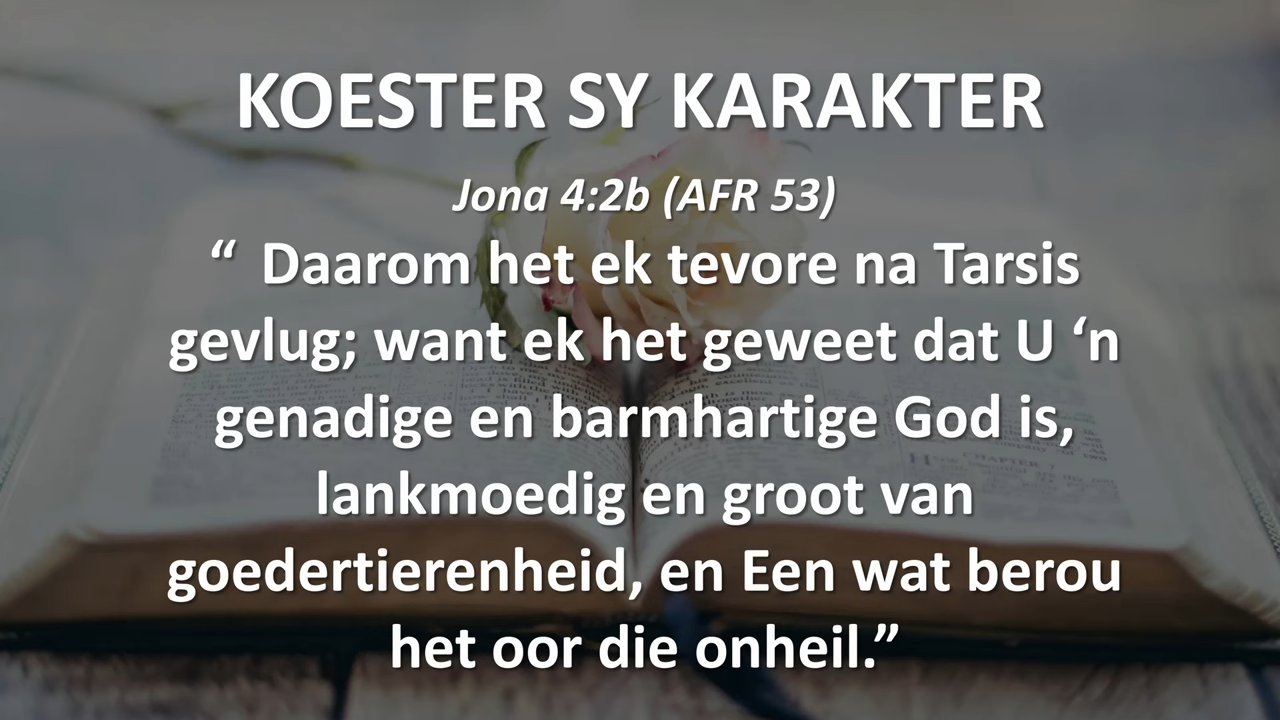 KOESTER SY KARAKTER
Jona 4:2b (AFR 53)
“ Daarom het ek tevore na Tarsis
gevlug; want ek het geweet dat U ‘n
genadige en barmhartige God is,
lankmoedig en groot van
goedertierenheid, en Een wat berou
het oor die onheil.”
CHAPTER 7